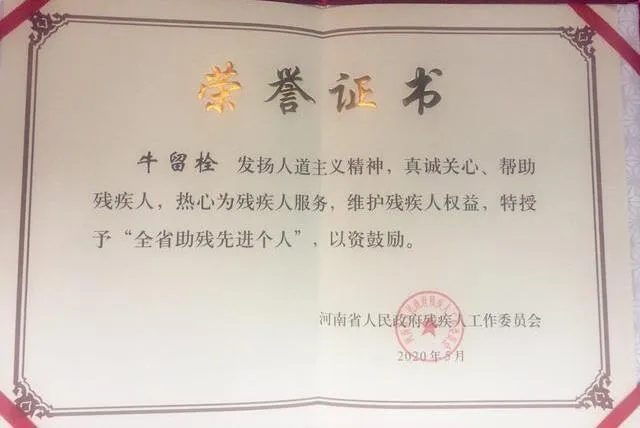 荣誉证书
牛留栓 发扬人道主义精神，真诚关心、帮助
残疾人，热心为残疾人服务，维护残疾人权益，特授
予“全省助残先进个人”，以资鼓励。
河南省人民政府残疾人工作委员会
2020年5月